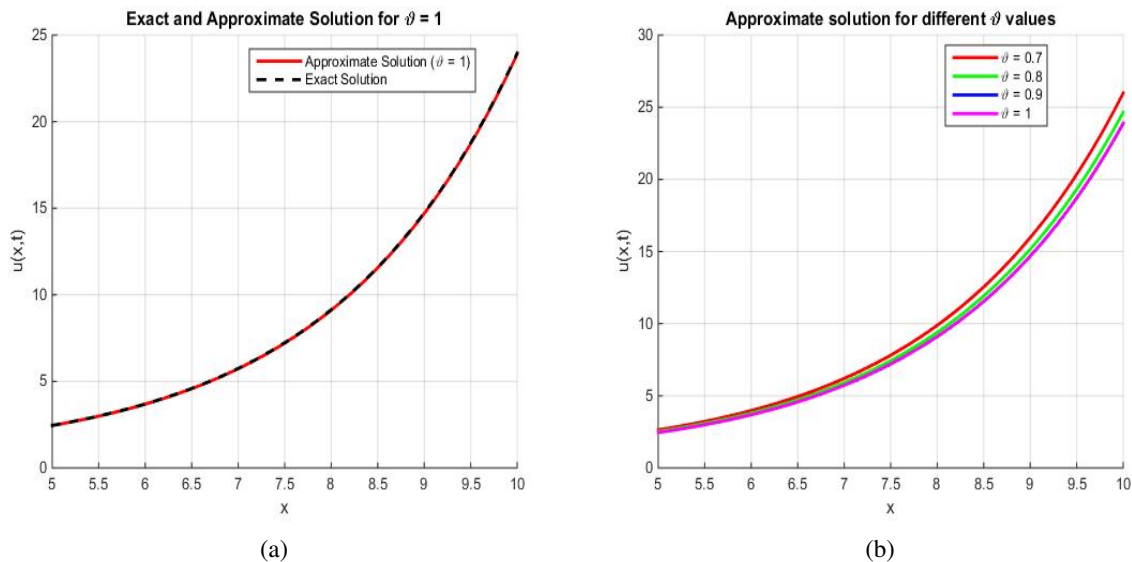 Exact and Approximate Solution for ϑ = 1
25
20
15
10
5
0
u(x,t)
Approximate Solution (ϑ = 1)
Exact Solution
5 5.5 6 6.5 7 7.5 8 8.5 9 9.5 10
x
(a)
Approximate solution for different ϑ values
30
25
20
15
10
5
0
u(x,t)
ϑ = 0.7
ϑ = 0.8
ϑ = 0.9
ϑ = 1
5 5.5 6 6.5 7 7.5 8 8.5 9 9.5 10
x
(b)